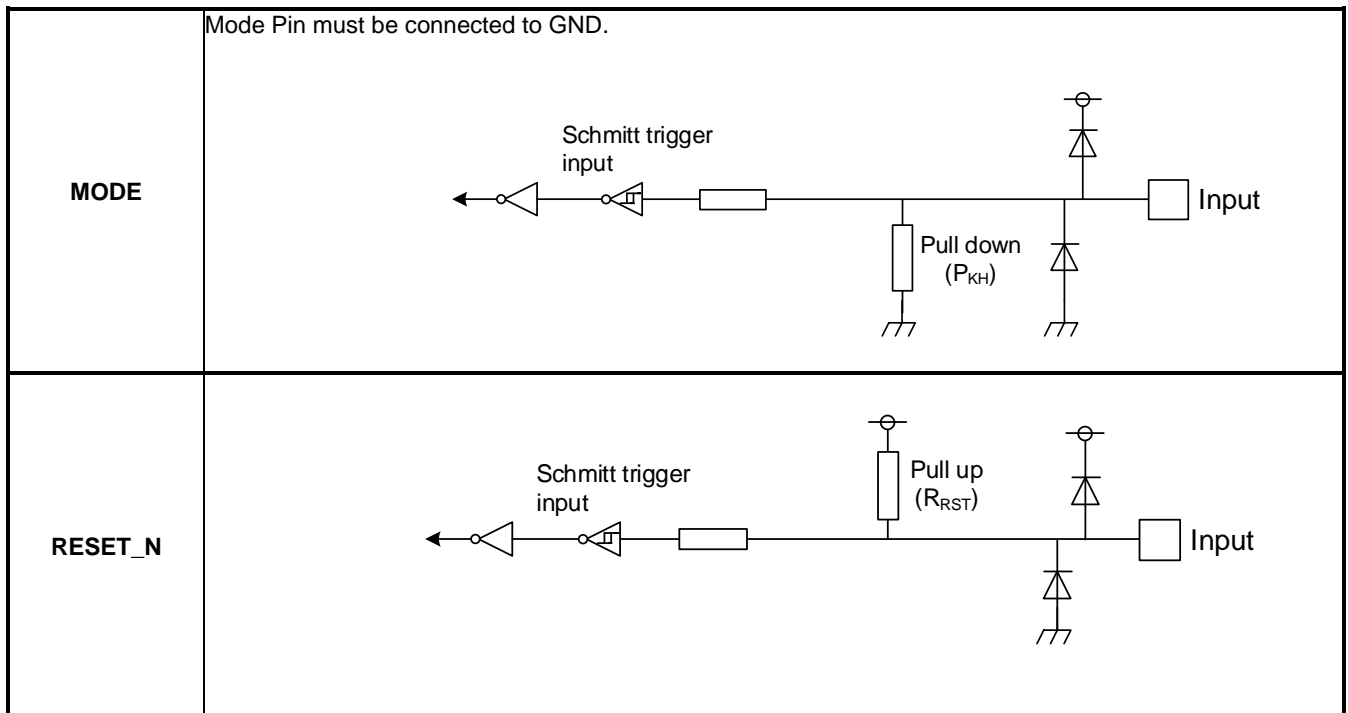 Mode Pin must be connected to GND.
MODE
Schmitt trigger
input
Input
Pull down
(PKH)
RESET_N
Schmitt trigger
input
Pull up
(RRST)
Input